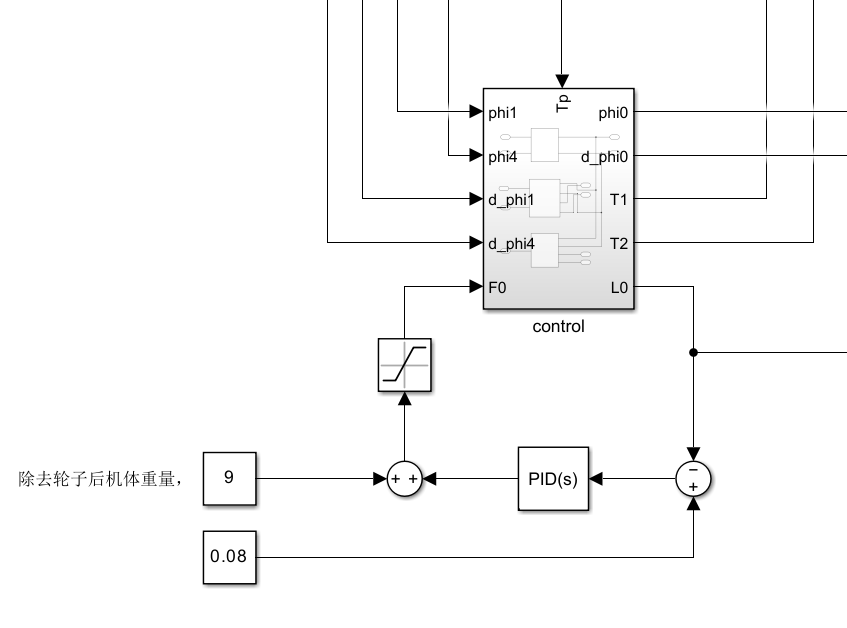 Tp
phi1
phi0
phi4
d_phi0
d_phi1
T1
d_phi4
T2
F0
L0
control
除去轮子后机体重量，
9
+ +
PID(s)
−
+
0.08